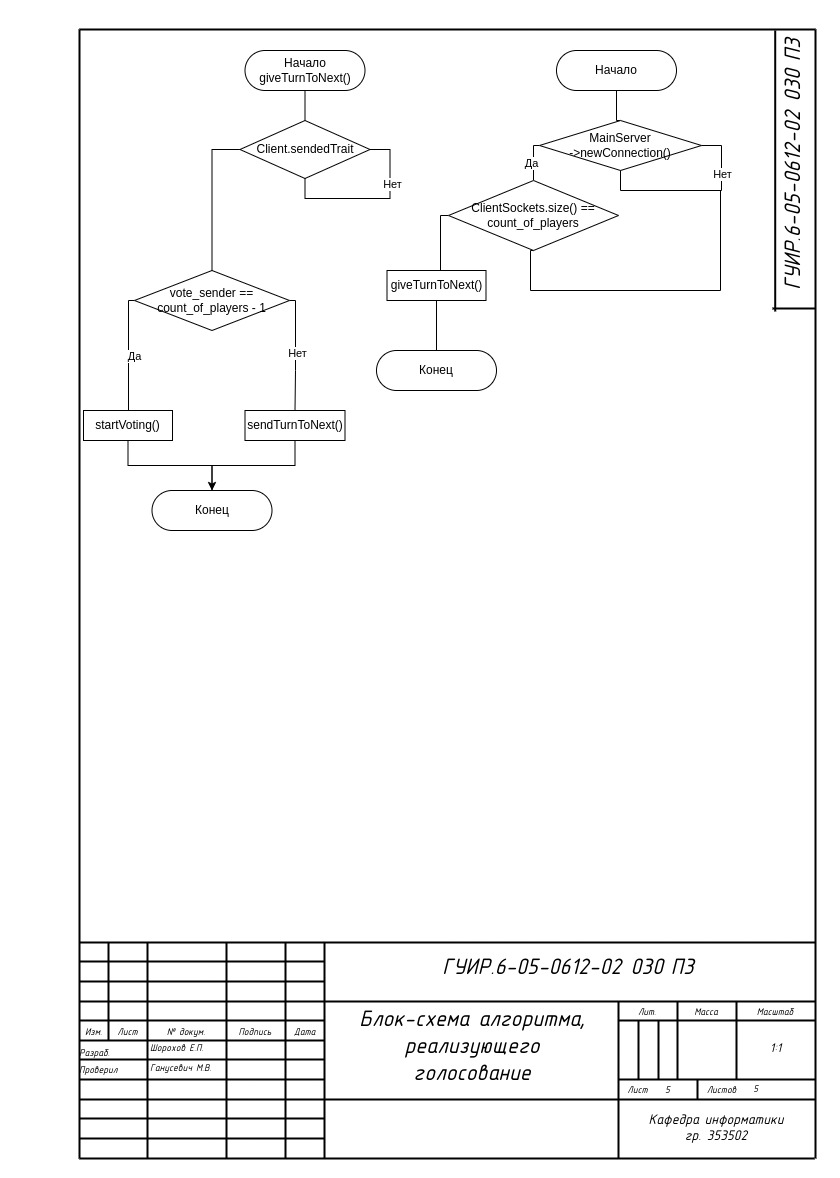 ГУИР.6-05-0612-02 030 ПЗ
Начало
giveTurnToNext()
Client.sendedTrait
Нет
vote_sender ==
count_of_players - 1
Да
Нет
startVoting()
sendTurnToNext()
Конец
Начало
MainServer
->newConnection()
Да
Нет
ClientSockets.size() ==
count_of_players
giveTurnToNext()
Конец
ГУИР.6-05-0612-02 030 ПЗ
Блок-схема алгоритма,
реализующего
голосование
Лит. Масса Масштаб
1:1
Лист 5 Листов 5
Кафедра информатики
гр. 353502
Изм. Лист № докум. Подпись Дата
Разраб. Шорохов Е.П.
Проверил Ганусевич М.В.